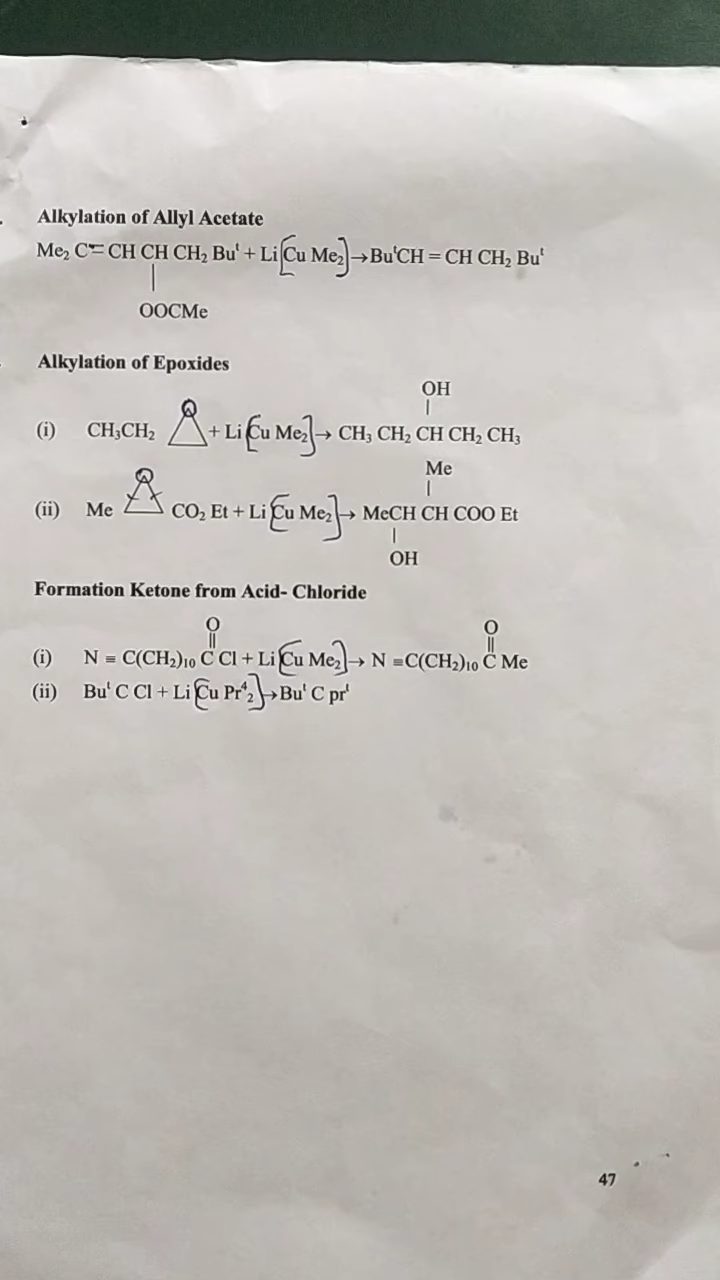 Alkylation of Allyl Acetate
Me₂ C=CH CH CH₂ Buᵗ + Li[Cu Me₂]→BuᵗCH = CH CH₂ Buᵗ
|
OOCMe
Alkylation of Epoxides
OH
|
(i) CH₃CH₂ O + Li[Cu Me₂]→ CH₃ CH₂ CH CH₂ CH₃
Me
|
(ii) Me O CO₂ Et + Li[Cu Me₂]→ MeCH CH COO Et
|
OH
Formation Ketone from Acid- Chloride
O O
|| ||
(i) N ≡ C(CH₂)₁₀ C Cl + Li[Cu Me₂]→ N ≡C(CH₂)₁₀ C Me
(ii) Buᵗ C Cl + Li[Cu Pr⁴₂]→Buᵗ C prᵗ
47